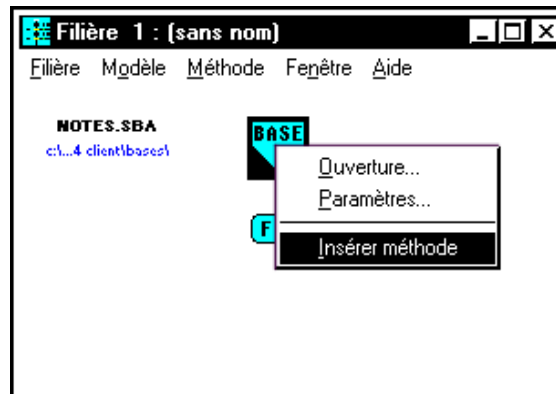 Filière 1 : (sans nom)
Filière Modèle Méthode Fenêtre Aide
NOTES.SBA
c:\...4 client\bases\
BASE
Ouverture...
Paramètres...
F
Insérer méthode